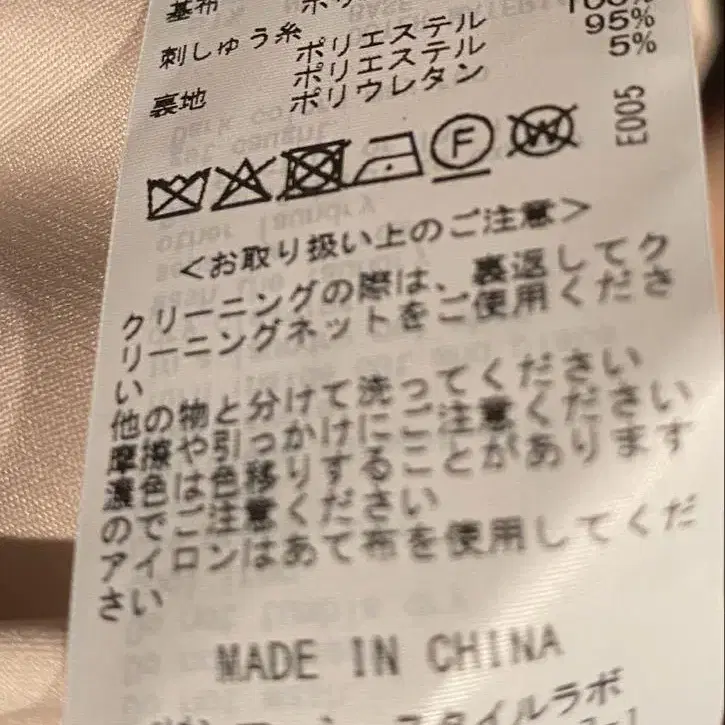 基布
100%
刺しゅう糸 ポリエステル 95%
ポリエステル 5%
裏地 ポリウレタン
F W
E005
<お取り扱い上のご注意>
クリーニングの際は、裏返してク
リーニングネットをご使用くださ
い
他の物と分けて洗ってください
摩擦や引っかけにご注意ください
濃色は色移りすることがあります
のでご注意ください
アイロンはあて布を使用してくだ
さい
MADE IN CHINA
スタイルラボ